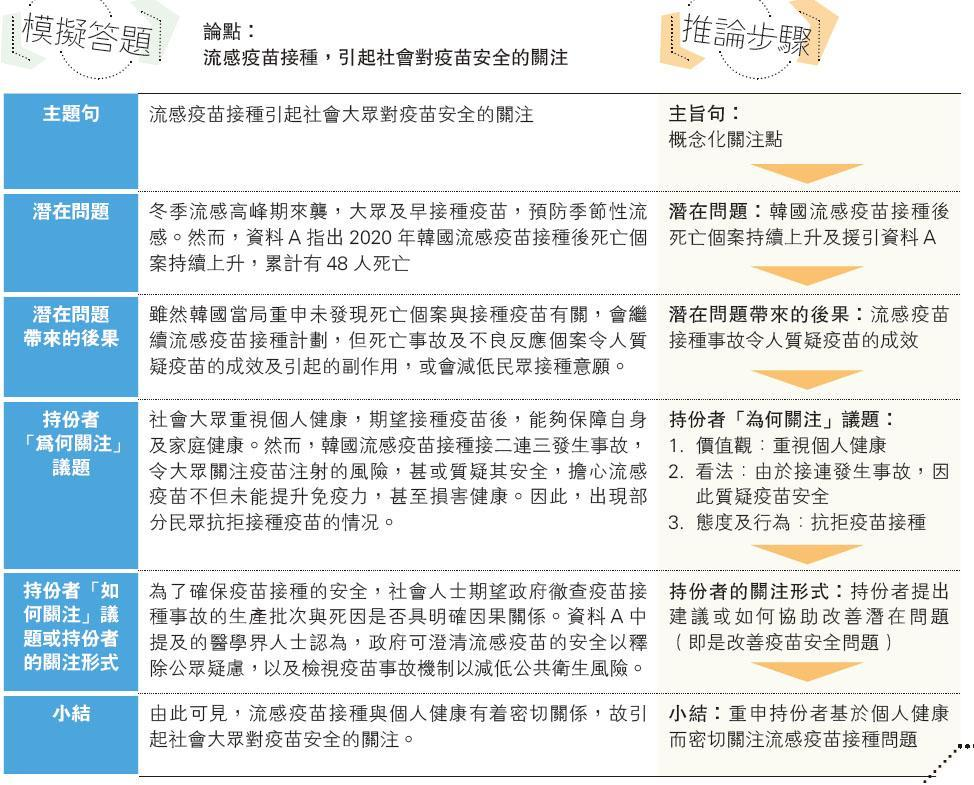 模擬答題
論點：
流感疫苗接種，引起社會對疫苗安全的關注
推論步驟
主題句
流感疫苗接種引起社會大眾對疫苗安全的關注
主旨句：
概念化關注點
潛在問題
冬季流感高峰期來襲，大眾及早接種疫苗，預防季節性流
感。然而，資料 A 指出 2020 年韓國流感疫苗接種後死亡個
案持續上升，累計有 48 人死亡
潛在問題：韓國流感疫苗接種後
死亡個案持續上升及援引資料 A
潛在問題
帶來的後果
雖然韓國當局重申未發現死亡個案與接種疫苗有關，會繼
續流感疫苗接種計劃，但死亡事故及不良反應個案令人質
疑疫苗的成效及引起的副作用，或會減低民眾接種意願。
潛在問題帶來的後果：流感疫苗
接種事故令人質疑疫苗的成效
持份者
「為何關注」
議題
社會大眾重視個人健康，期望接種疫苗後，能夠保障自身
及家庭健康。然而，韓國流感疫苗接種接二連三發生事故，
令大眾關注疫苗注射的風險，甚或質疑其安全，擔心流感
疫苗不但未能提升免疫力，甚至損害健康。因此，出現部
分民眾抗拒接種疫苗的情况。
持份者「為何關注」議題：
1. 價值觀：重視個人健康
2. 看法：由於接連發生事故，因
此質疑疫苗安全
3. 態度及行為：抗拒疫苗接種
持份者「如
何關注」議
題或持份者
的關注形式
為了確保疫苗接種的安全，社會人士期望政府徹查疫苗接
種事故的生產批次與死因是否具明確因果關係。資料 A 中
提及的醫學界人士認為，政府可澄清流感疫苗的安全以釋
除公眾疑慮，以及檢視疫苗事故機制以減低公共衛生風險。
持份者的關注形式：持份者提出
建議或如何協助改善潛在問題
（即是改善疫苗安全問題）
小結
由此可見，流感疫苗接種與個人健康有着密切關係，故引
起社會大眾對疫苗安全的關注。
小結：重申持份者基於個人健康
而密切關注流感疫苗接種問題